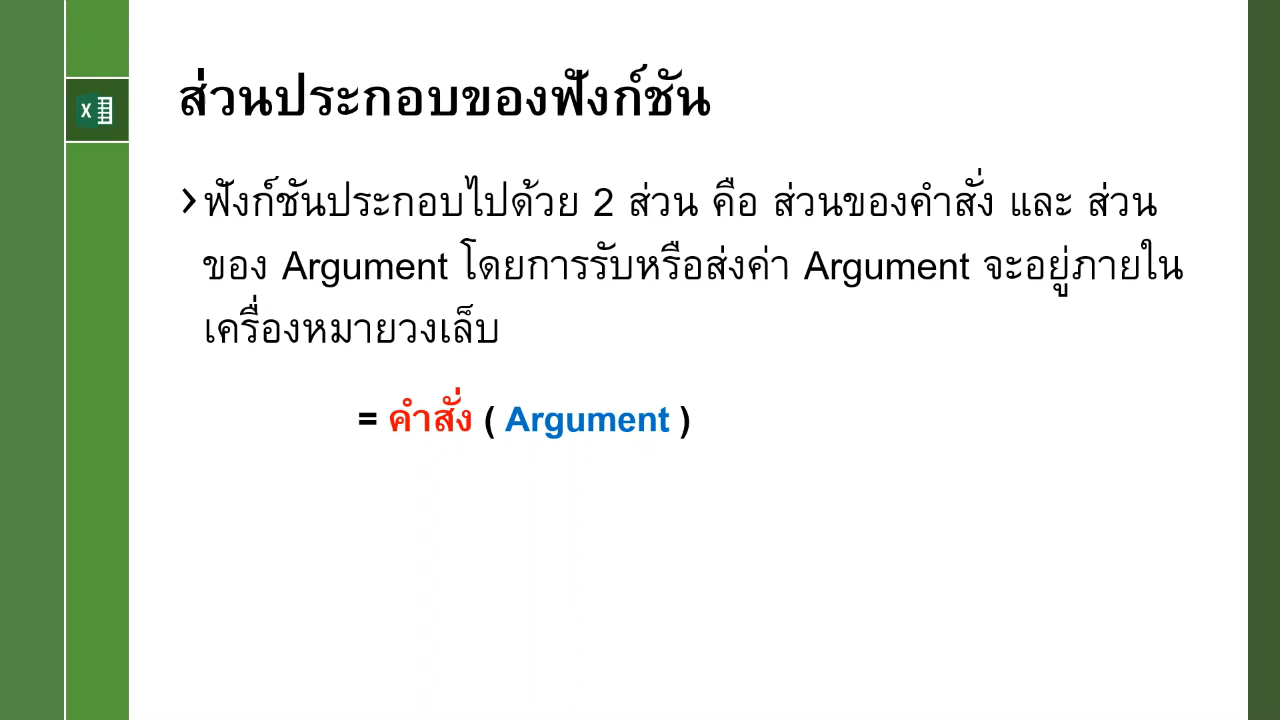 ส่วนประกอบของฟังก์ชัน
ฟังก์ชันประกอบไปด้วย 2 ส่วน คือ ส่วนของคำสั่ง และ ส่วน
ของ Argument โดยการรับหรือส่งค่า Argument จะอยู่ภายใน
เครื่องหมายวงเล็บ
= คำสั่ง ( Argument )